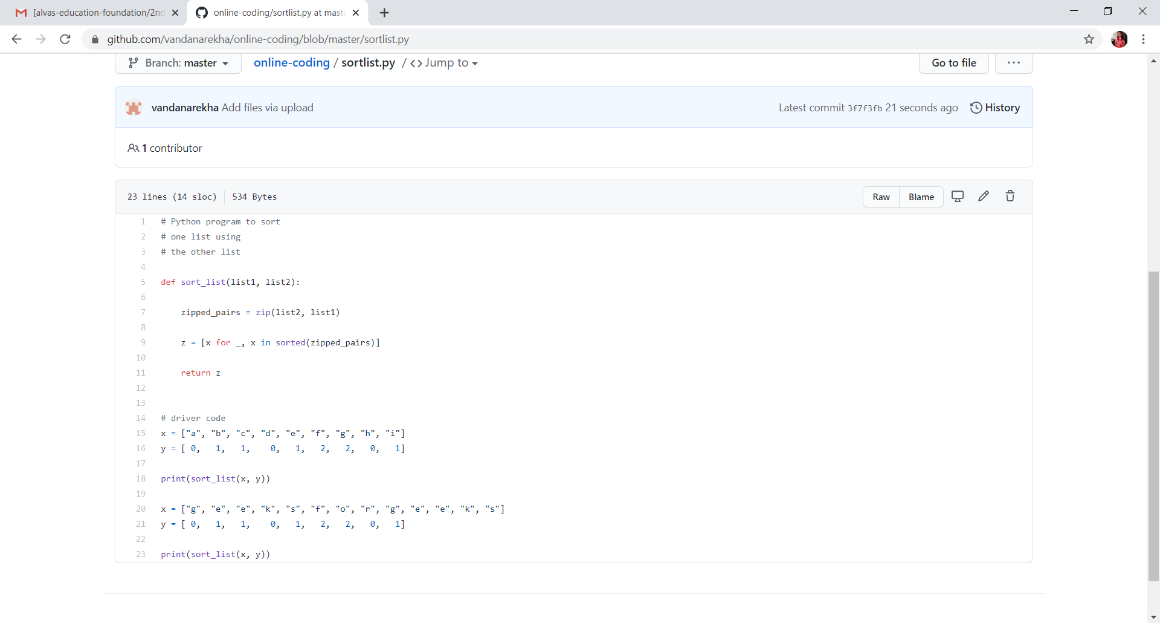 [alvas-education-foundation/2nd
online-coding/sortlist.py at mast
github.com/vandanarekha/online-coding/blob/master/sortlist.py
Branch: master
online-coding / sortlist.py / <> Jump to
Go to file
...
vandanarekha Add files via upload
Latest commit 3f7f3fb 21 seconds ago
History
1 contributor
23 lines (14 sloc) | 534 Bytes
Raw
Blame
1 # Python program to sort
2 # one list using
3 # the other list
4
5 def sort_list(list1, list2):
6
7     zipped_pairs = zip(list2, list1)
8
9     z = [x for _, x in sorted(zipped_pairs)]
10
11     return z
12
13
14 # driver code
15 x = ["a", "b", "c", "d", "e", "f", "g", "h", "i"]
16 y = [ 0,   1,   1,    0,   1,   2,   2,   0,   1]
17
18 print(sort_list(x, y))
19
20 x = ["g", "e", "e", "k", "s", "f", "o", "r", "g", "e", "e", "k", "s"]
21 y = [ 0,   1,   1,    0,   1,   2,   2,   0,   1]
22
23 print(sort_list(x, y))